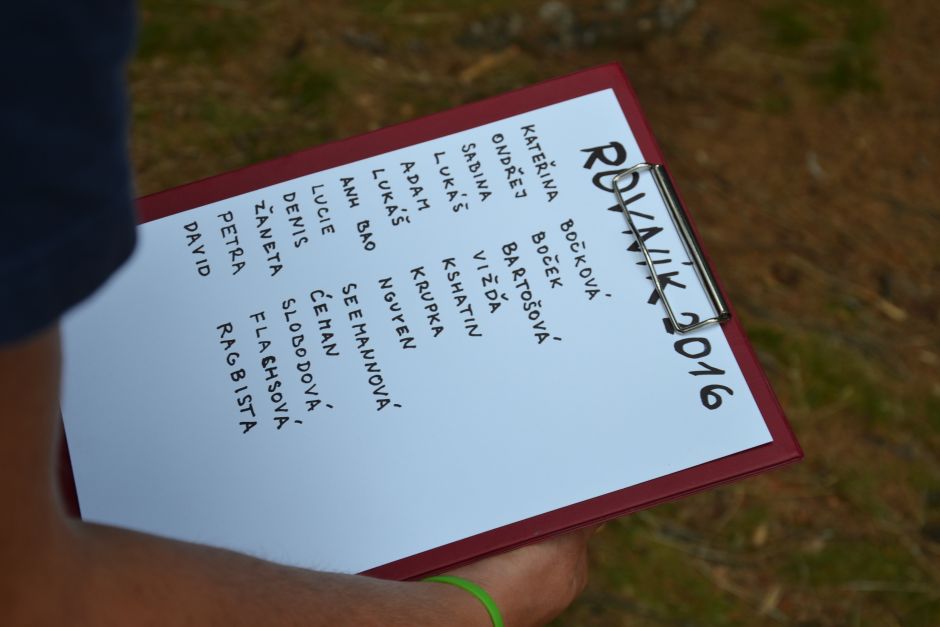 ROVNÍK 2016
KATEŘINA BOČKOVÁ
ONDŘEJ BOČEK
SABINA BARTOŠOVÁ
LUKÁŠ VIŽĎA
ADAM KSHATIN
LUKÁŠ KRUPKA
ANH BAO NGUYEN
LUCIE SEEMANNOVÁ
DENIS ČEMAN
ŽANETA SLOBODOVÁ
PETRA FLACHSOVÁ
DAVID RAGBISTA